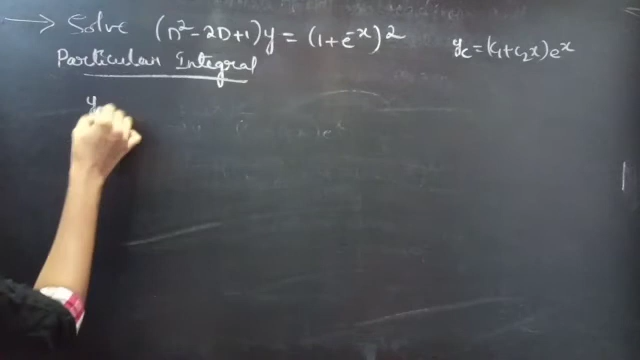 → Solve (D²-2D+1)y = (1+e⁻ˣ)²
y_c = (c₁+c₂x)eˣ
Particular Integral
y